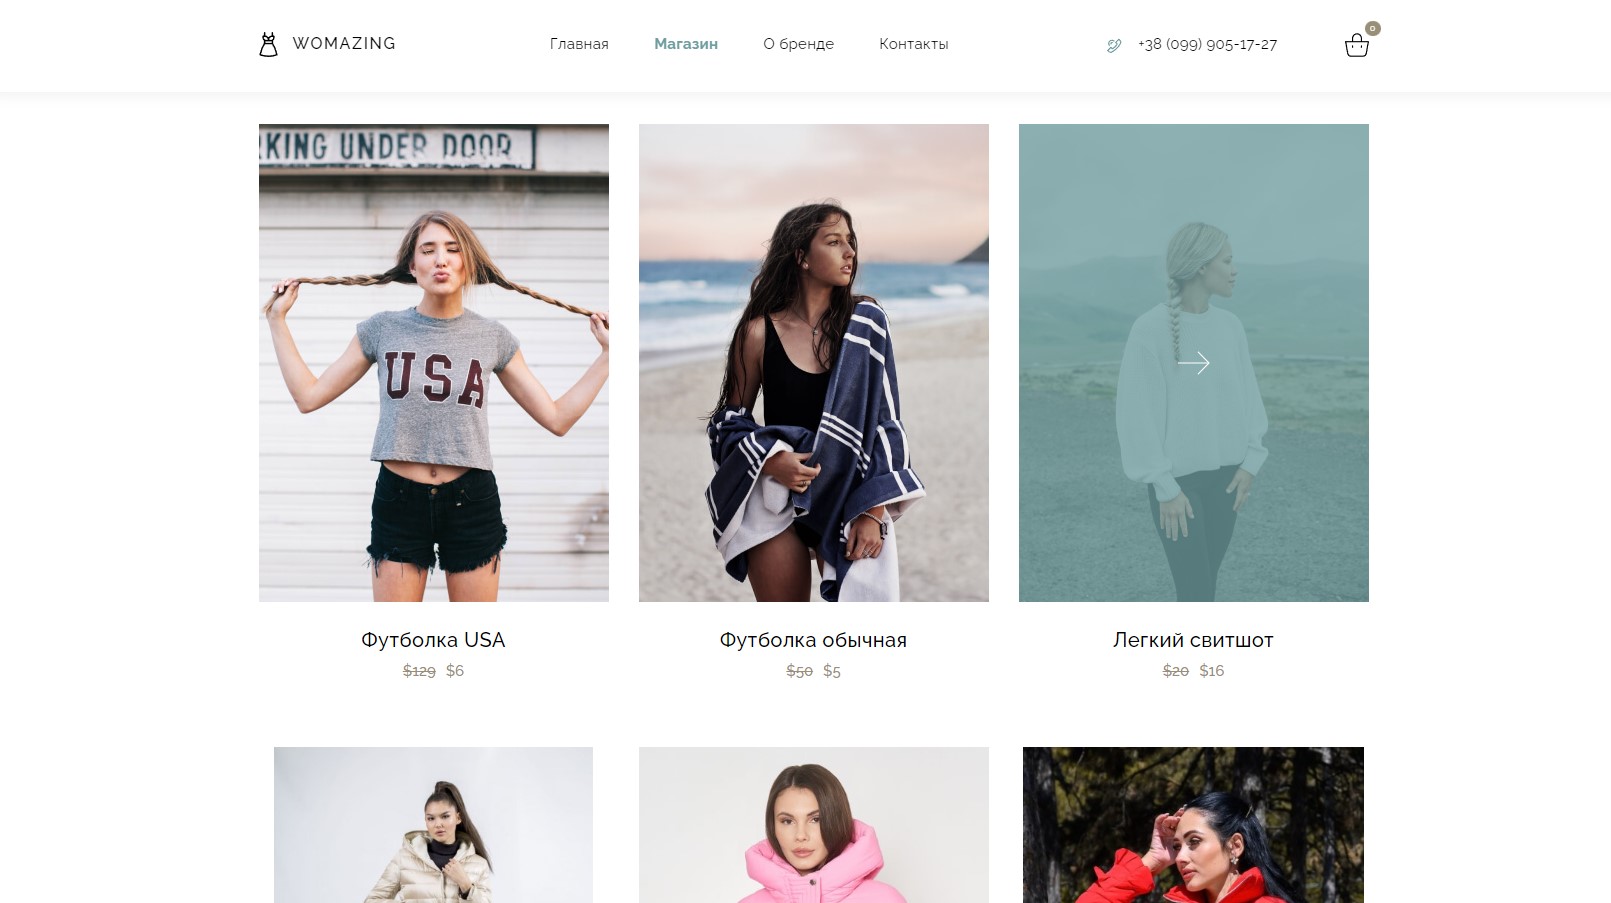 WOMAZING
Главная
Магазин
О бренде
Контакты
+38 (099) 905-17-27
0
RKING UNDER DOOR
USA
Футболка USA
$129 $6
Футболка обычная
$50 $5
Легкий свитшот
$20 $16